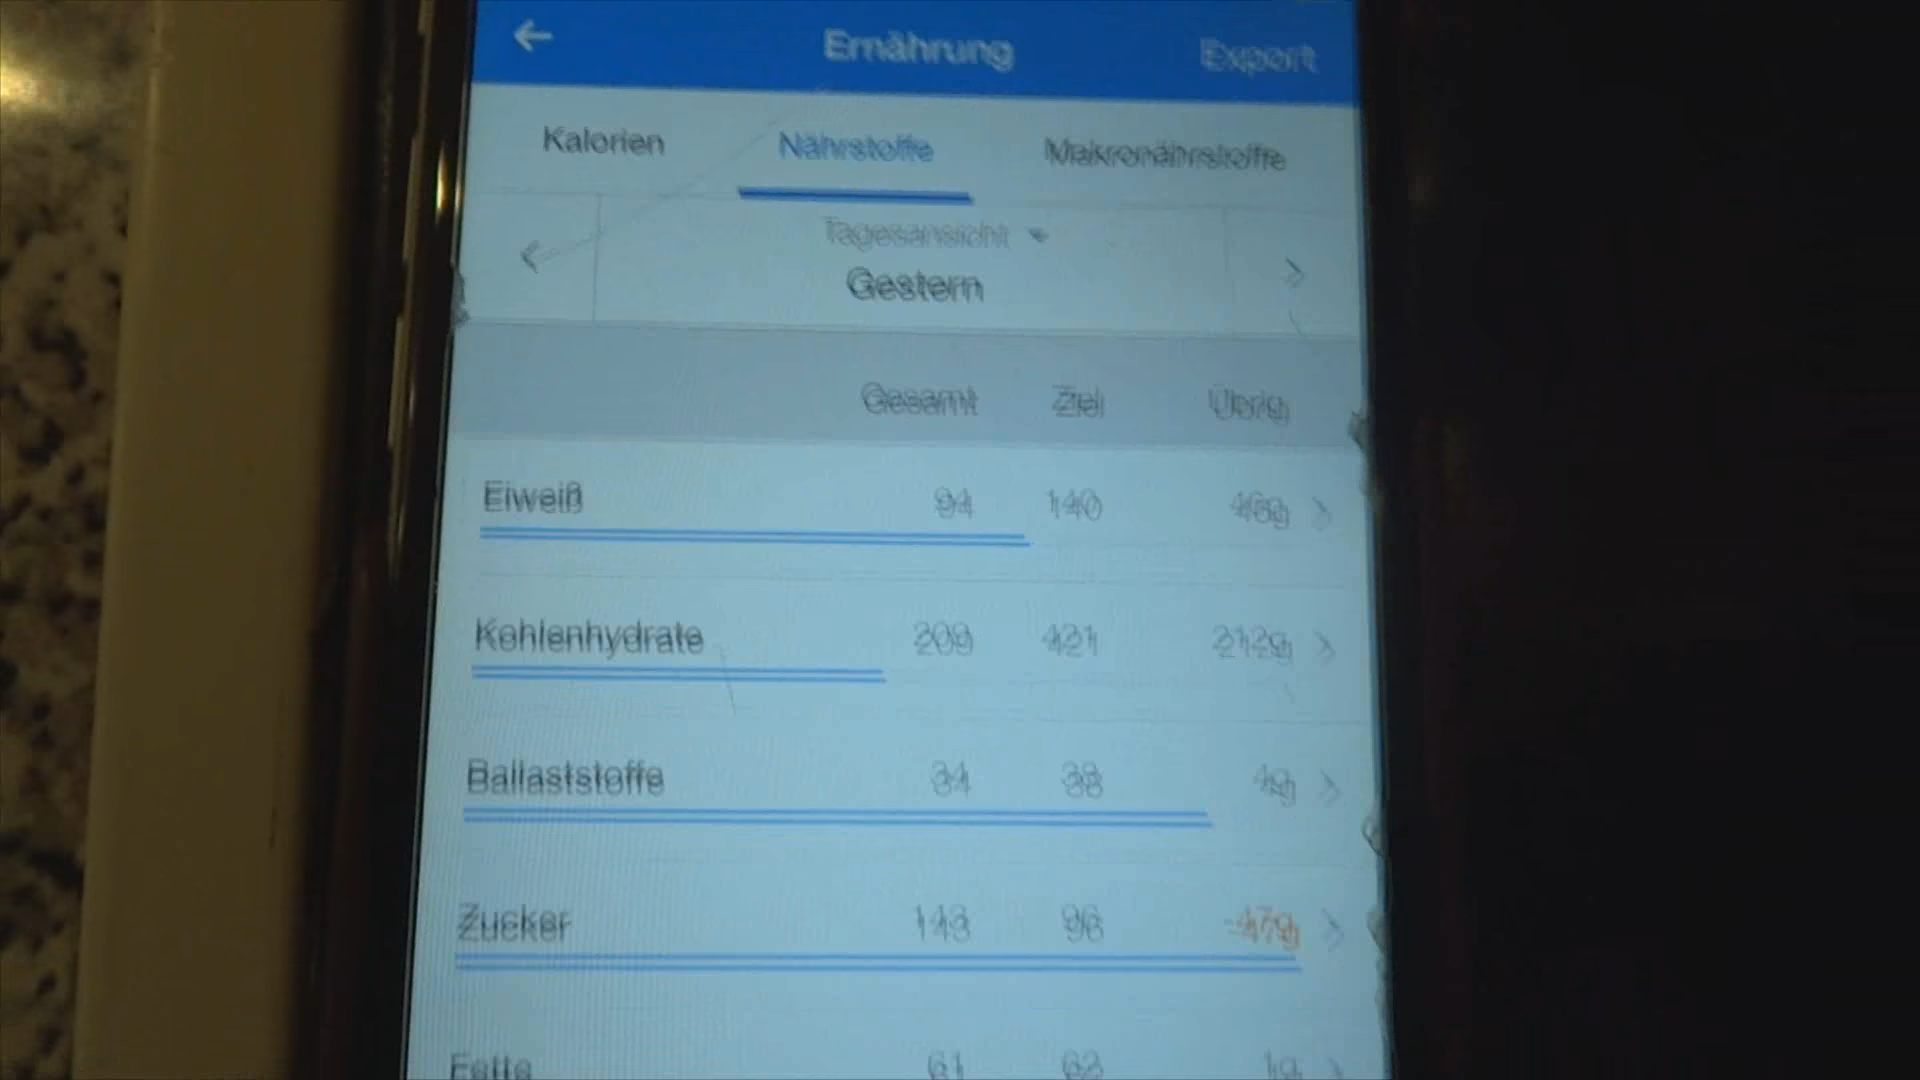 Ernährung Export
Kalorien Nährstoffe Makronährstoffe
Tagesansicht
Gestern
Gesamt Ziel Übrig
Eiweiß 94 140 46g
Kohlenhydrate 209 421 212g
Ballaststoffe 34 38 4g
Zucker 143 96 -47g
Fette 61 62 1g